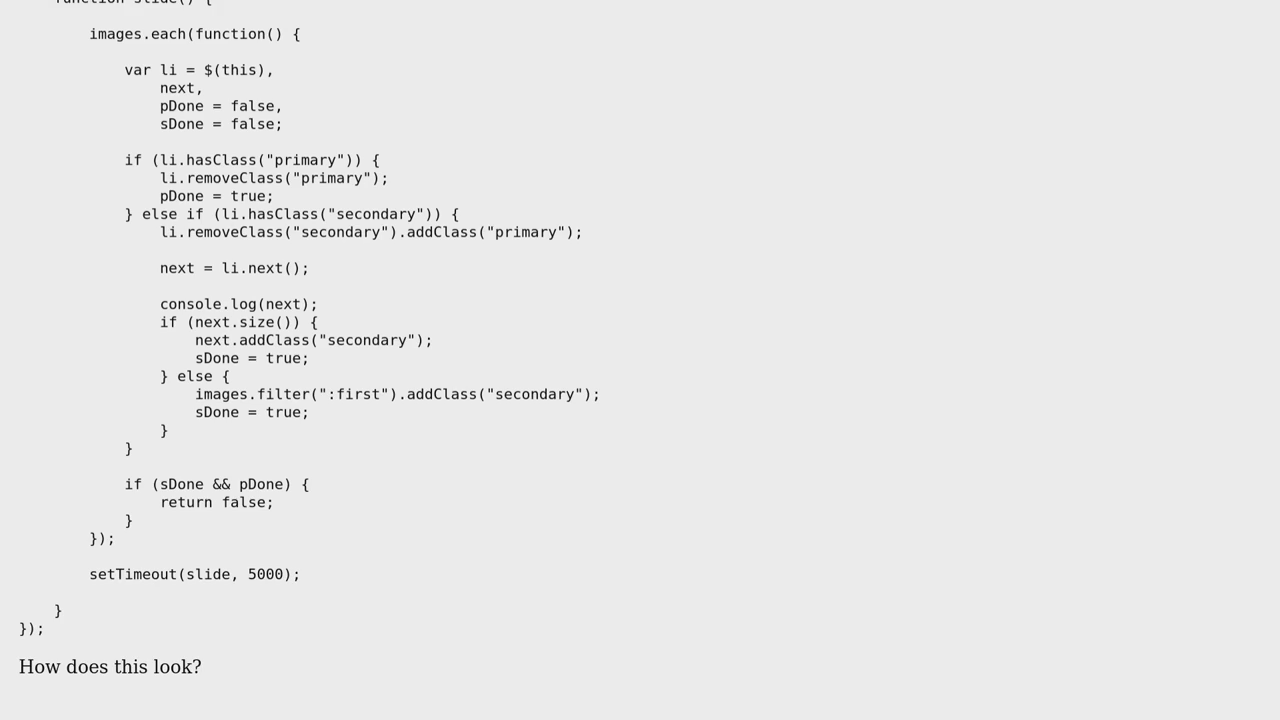 function slide() {
images.each(function() {
var li = $(this),
next,
pDone = false,
sDone = false;
if (li.hasClass("primary")) {
li.removeClass("primary");
pDone = true;
} else if (li.hasClass("secondary")) {
li.removeClass("secondary").addClass("primary");
next = li.next();
console.log(next);
if (next.size()) {
next.addClass("secondary");
sDone = true;
} else {
images.filter(":first").addClass("secondary");
sDone = true;
}
}
if (sDone && pDone) {
return false;
}
});
setTimeout(slide, 5000);
}
});
How does this look?